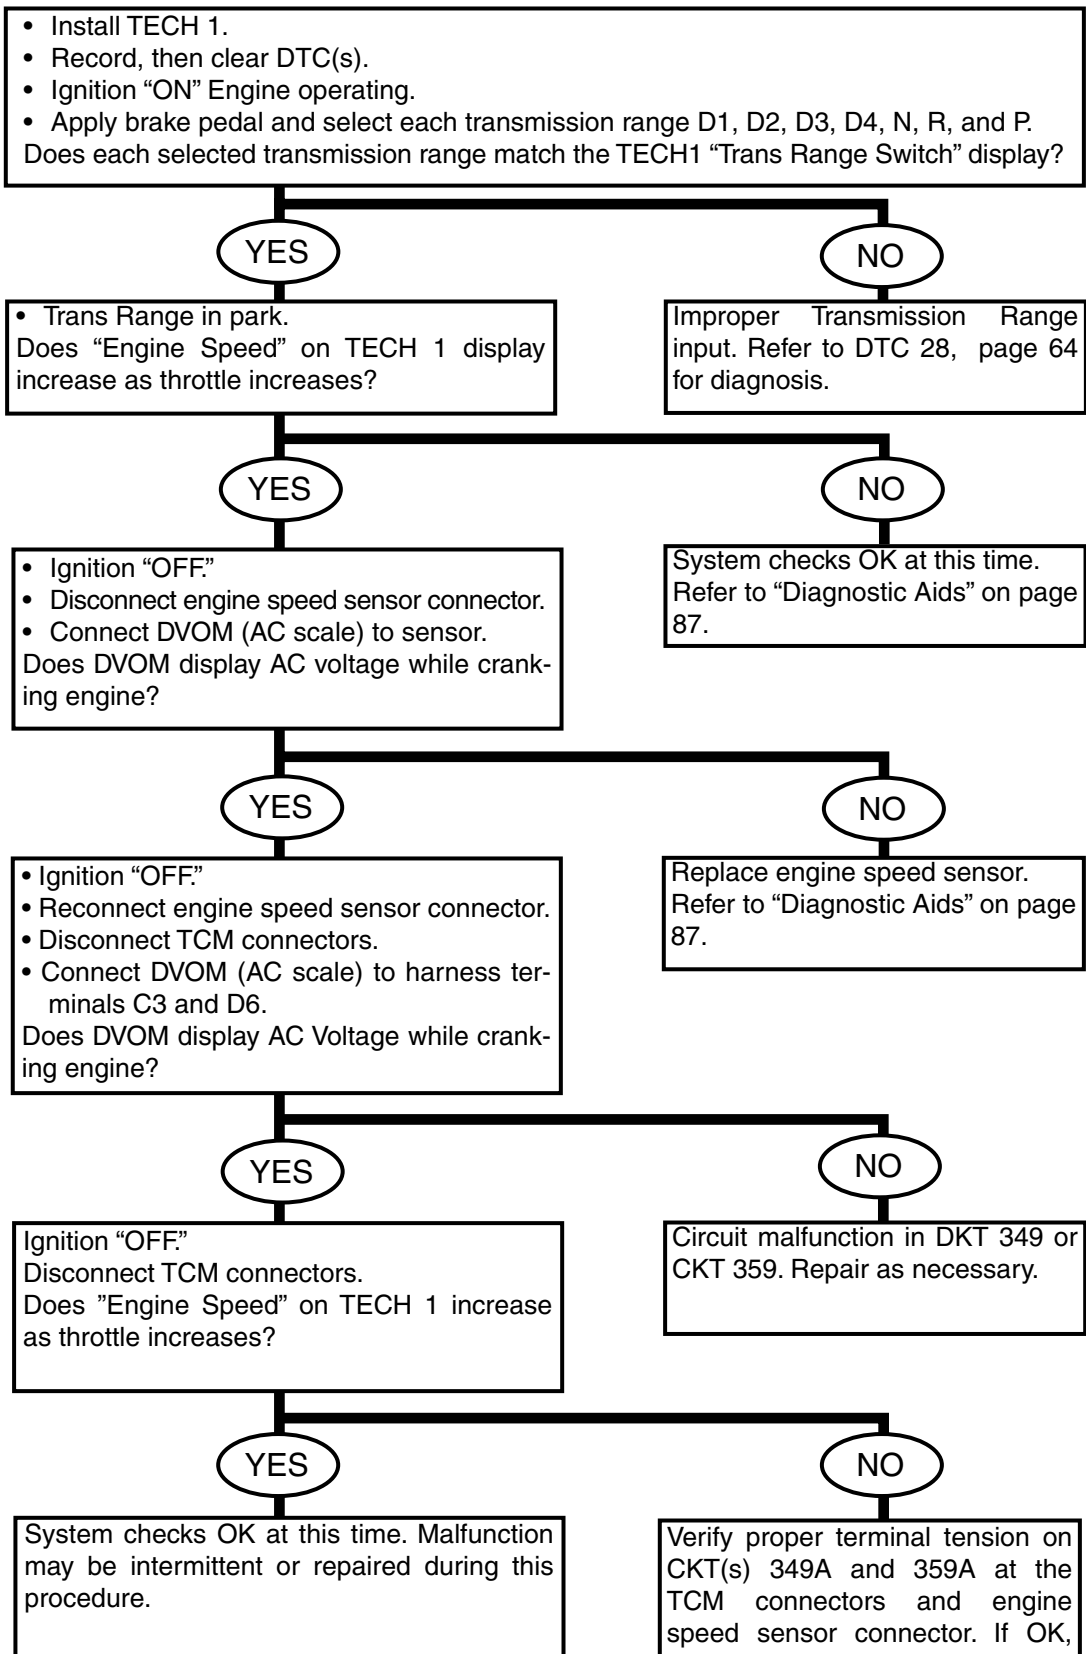 • Install TECH 1.
• Record, then clear DTC(s).
• Ignition “ON” Engine operating.
• Apply brake pedal and select each transmission range D1, D2, D3, D4, N, R, and P.
Does each selected transmission range match the TECH1 “Trans Range Switch” display?
YES
NO
• Trans Range in park.
Does “Engine Speed” on TECH 1 display
increase as throttle increases?
Improper Transmission Range
input. Refer to DTC 28, page 64
for diagnosis.
YES
NO
• Ignition “OFF.”
• Disconnect engine speed sensor connector.
• Connect DVOM (AC scale) to sensor.
Does DVOM display AC voltage while crank-
ing engine?
System checks OK at this time.
Refer to “Diagnostic Aids” on page
87.
YES
NO
• Ignition “OFF.”
• Reconnect engine speed sensor connector.
• Disconnect TCM connectors.
• Connect DVOM (AC scale) to harness ter-
minals C3 and D6.
Does DVOM display AC Voltage while crank-
ing engine?
Replace engine speed sensor.
Refer to “Diagnostic Aids” on page
87.
YES
NO
Ignition “OFF.”
Disconnect TCM connectors.
Does ”Engine Speed” on TECH 1 increase
as throttle increases?
Circuit malfunction in DKT 349 or
CKT 359. Repair as necessary.
YES
NO
System checks OK at this time. Malfunction
may be intermittent or repaired during this
procedure.
Verify proper terminal tension on
CKT(s) 349A and 359A at the
TCM connectors and engine
speed sensor connector. If OK,